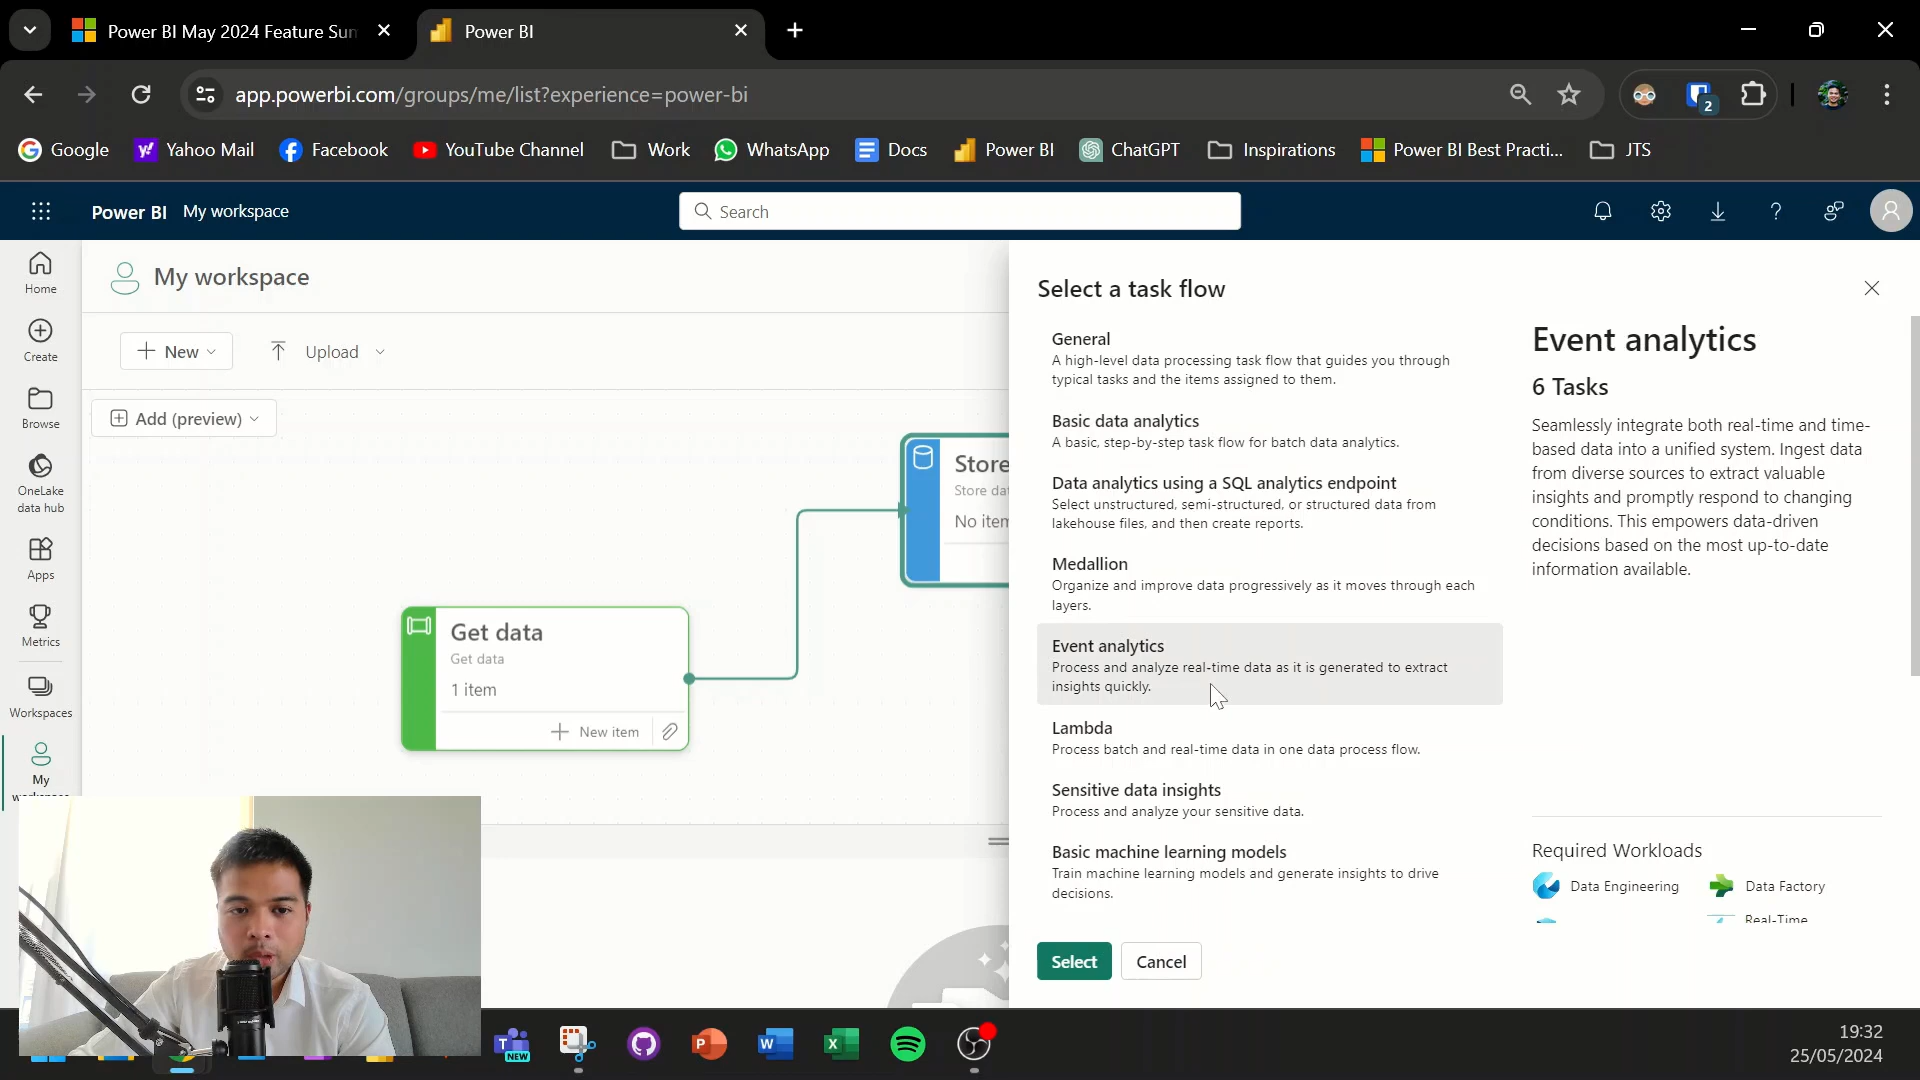 Power BI May 2024 Feature Sum
Power BI
app.powerbi.com/groups/me/list?experience=power-bi
2
Google
Yahoo Mail
Facebook
YouTube Channel
Work
WhatsApp
Docs
Power BI
ChatGPT
Inspirations
Power BI Best Practi...
JTS
Power BI My workspace
Search
Home
Create
Browse
OneLake
data hub
Apps
Metrics
Workspaces
My
My workspace
New
Upload
Add (preview)
Get data
Get data
1 item
New item
Store
Store dat
No item
Select a task flow
General
A high-level data processing task flow that guides you through
typical tasks and the items assigned to them.
Basic data analytics
A basic, step-by-step task flow for batch data analytics.
Data analytics using a SQL analytics endpoint
Select unstructured, semi-structured, or structured data from
lakehouse files, and then create reports.
Medallion
Organize and improve data progressively as it moves through each
layers.
Event analytics
Process and analyze real-time data as it is generated to extract
insights quickly.
Lambda
Process batch and real-time data in one data process flow.
Sensitive data insights
Process and analyze your sensitive data.
Basic machine learning models
Train machine learning models and generate insights to drive
decisions.
Select
Cancel
Event analytics
6 Tasks
Seamlessly integrate both real-time and time-
based data into a unified system. Ingest data
from diverse sources to extract valuable
insights and promptly respond to changing
conditions. This empowers data-driven
decisions based on the most up-to-date
information available.
Required Workloads
Data Engineering
Data Factory
Real-Time
NEW
19:32
25/05/2024